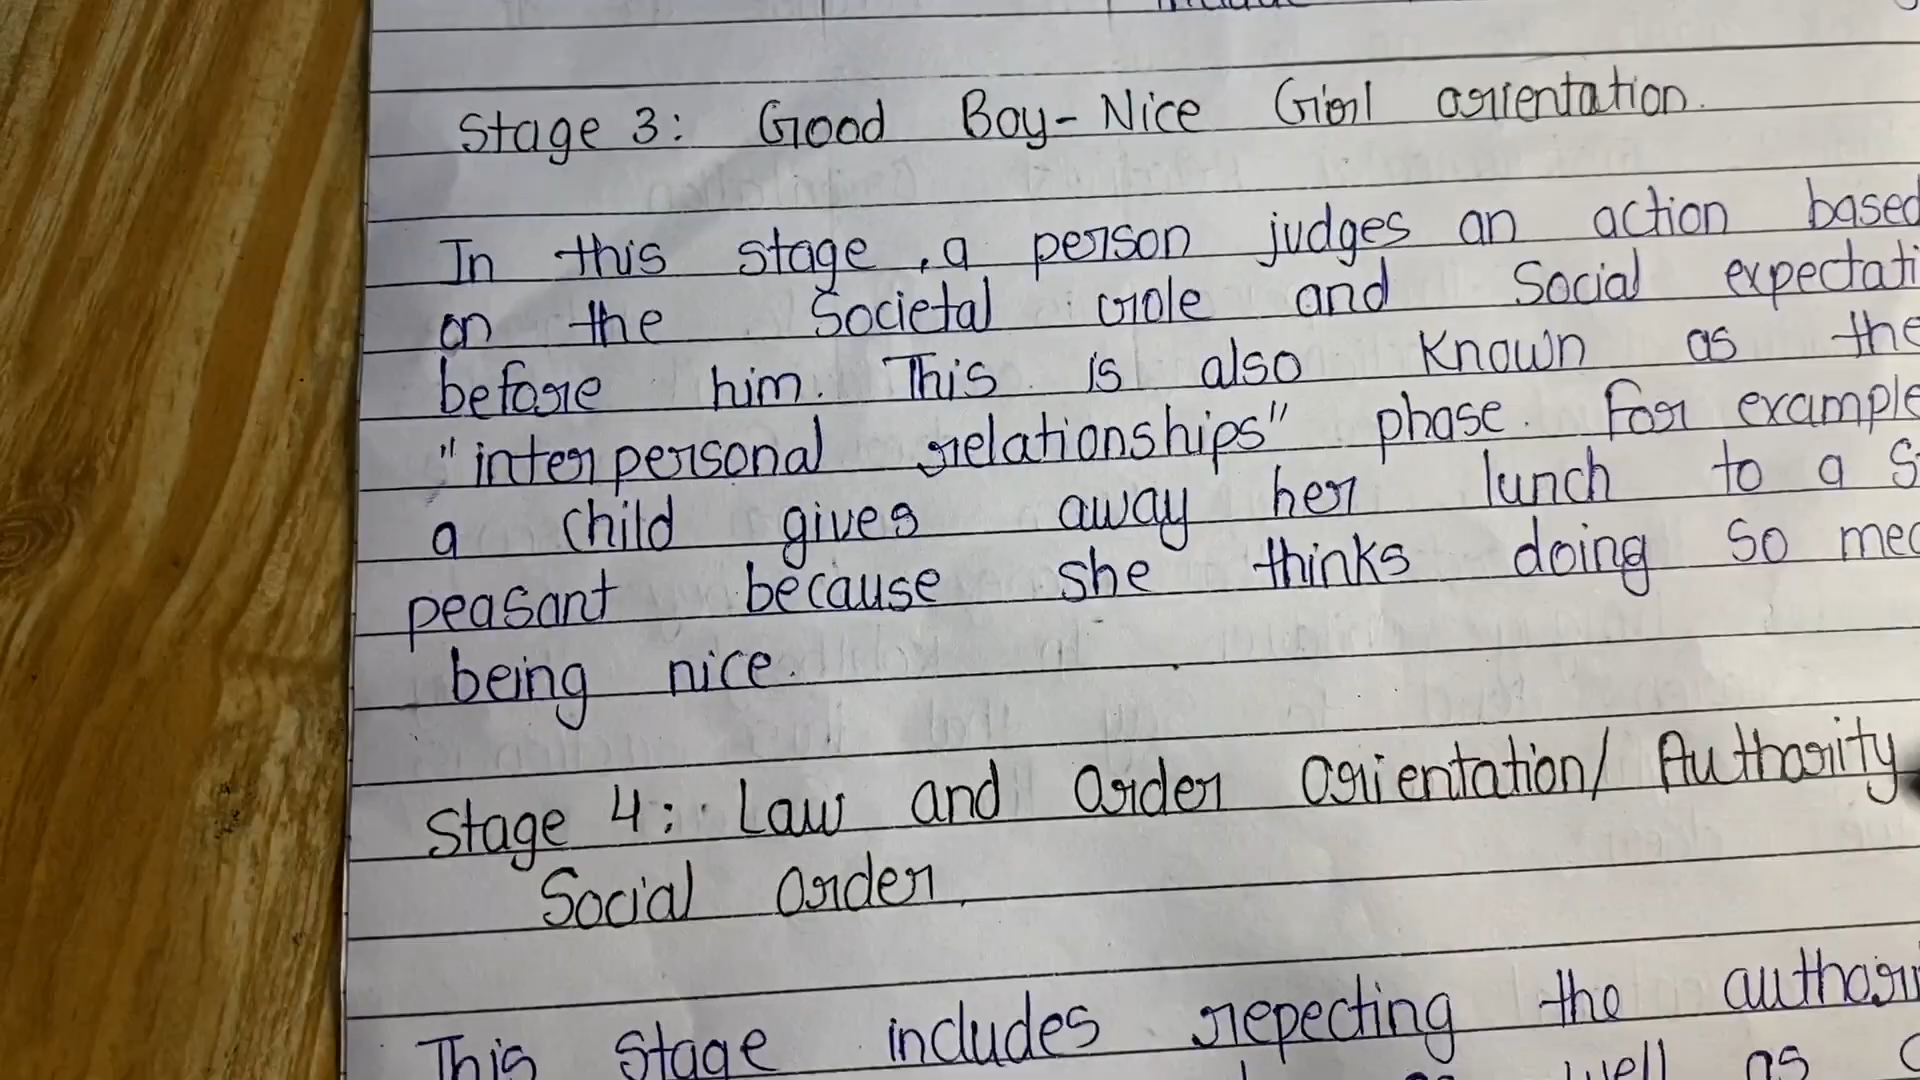 Stage 3: Good Boy-Nice Girl orientation.
In this stage, a person judges an action based
on the Societal role and Social expectati
before him. This is also known as the
"interpersonal relationships" phase. For example
a child gives away her lunch to a S
peasant because she thinks doing so mea
being nice.
Stage 4: Law and Order Orientation/ Authority
Social order.
This stage includes repecting the authori
well as